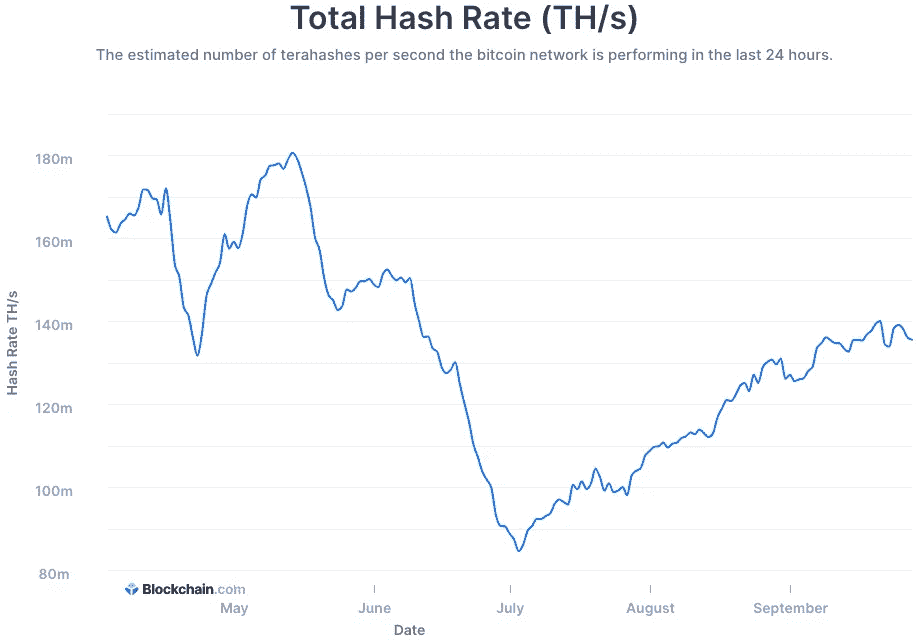 Total Hash Rate (TH/s)
The estimated number of terahashes per second the bitcoin network is performing in the last 24 hours.
180m
160m
140m
120m
100m
80m
Hash Rate TH/s
Blockchain.com
May
June
July
August
September
Date